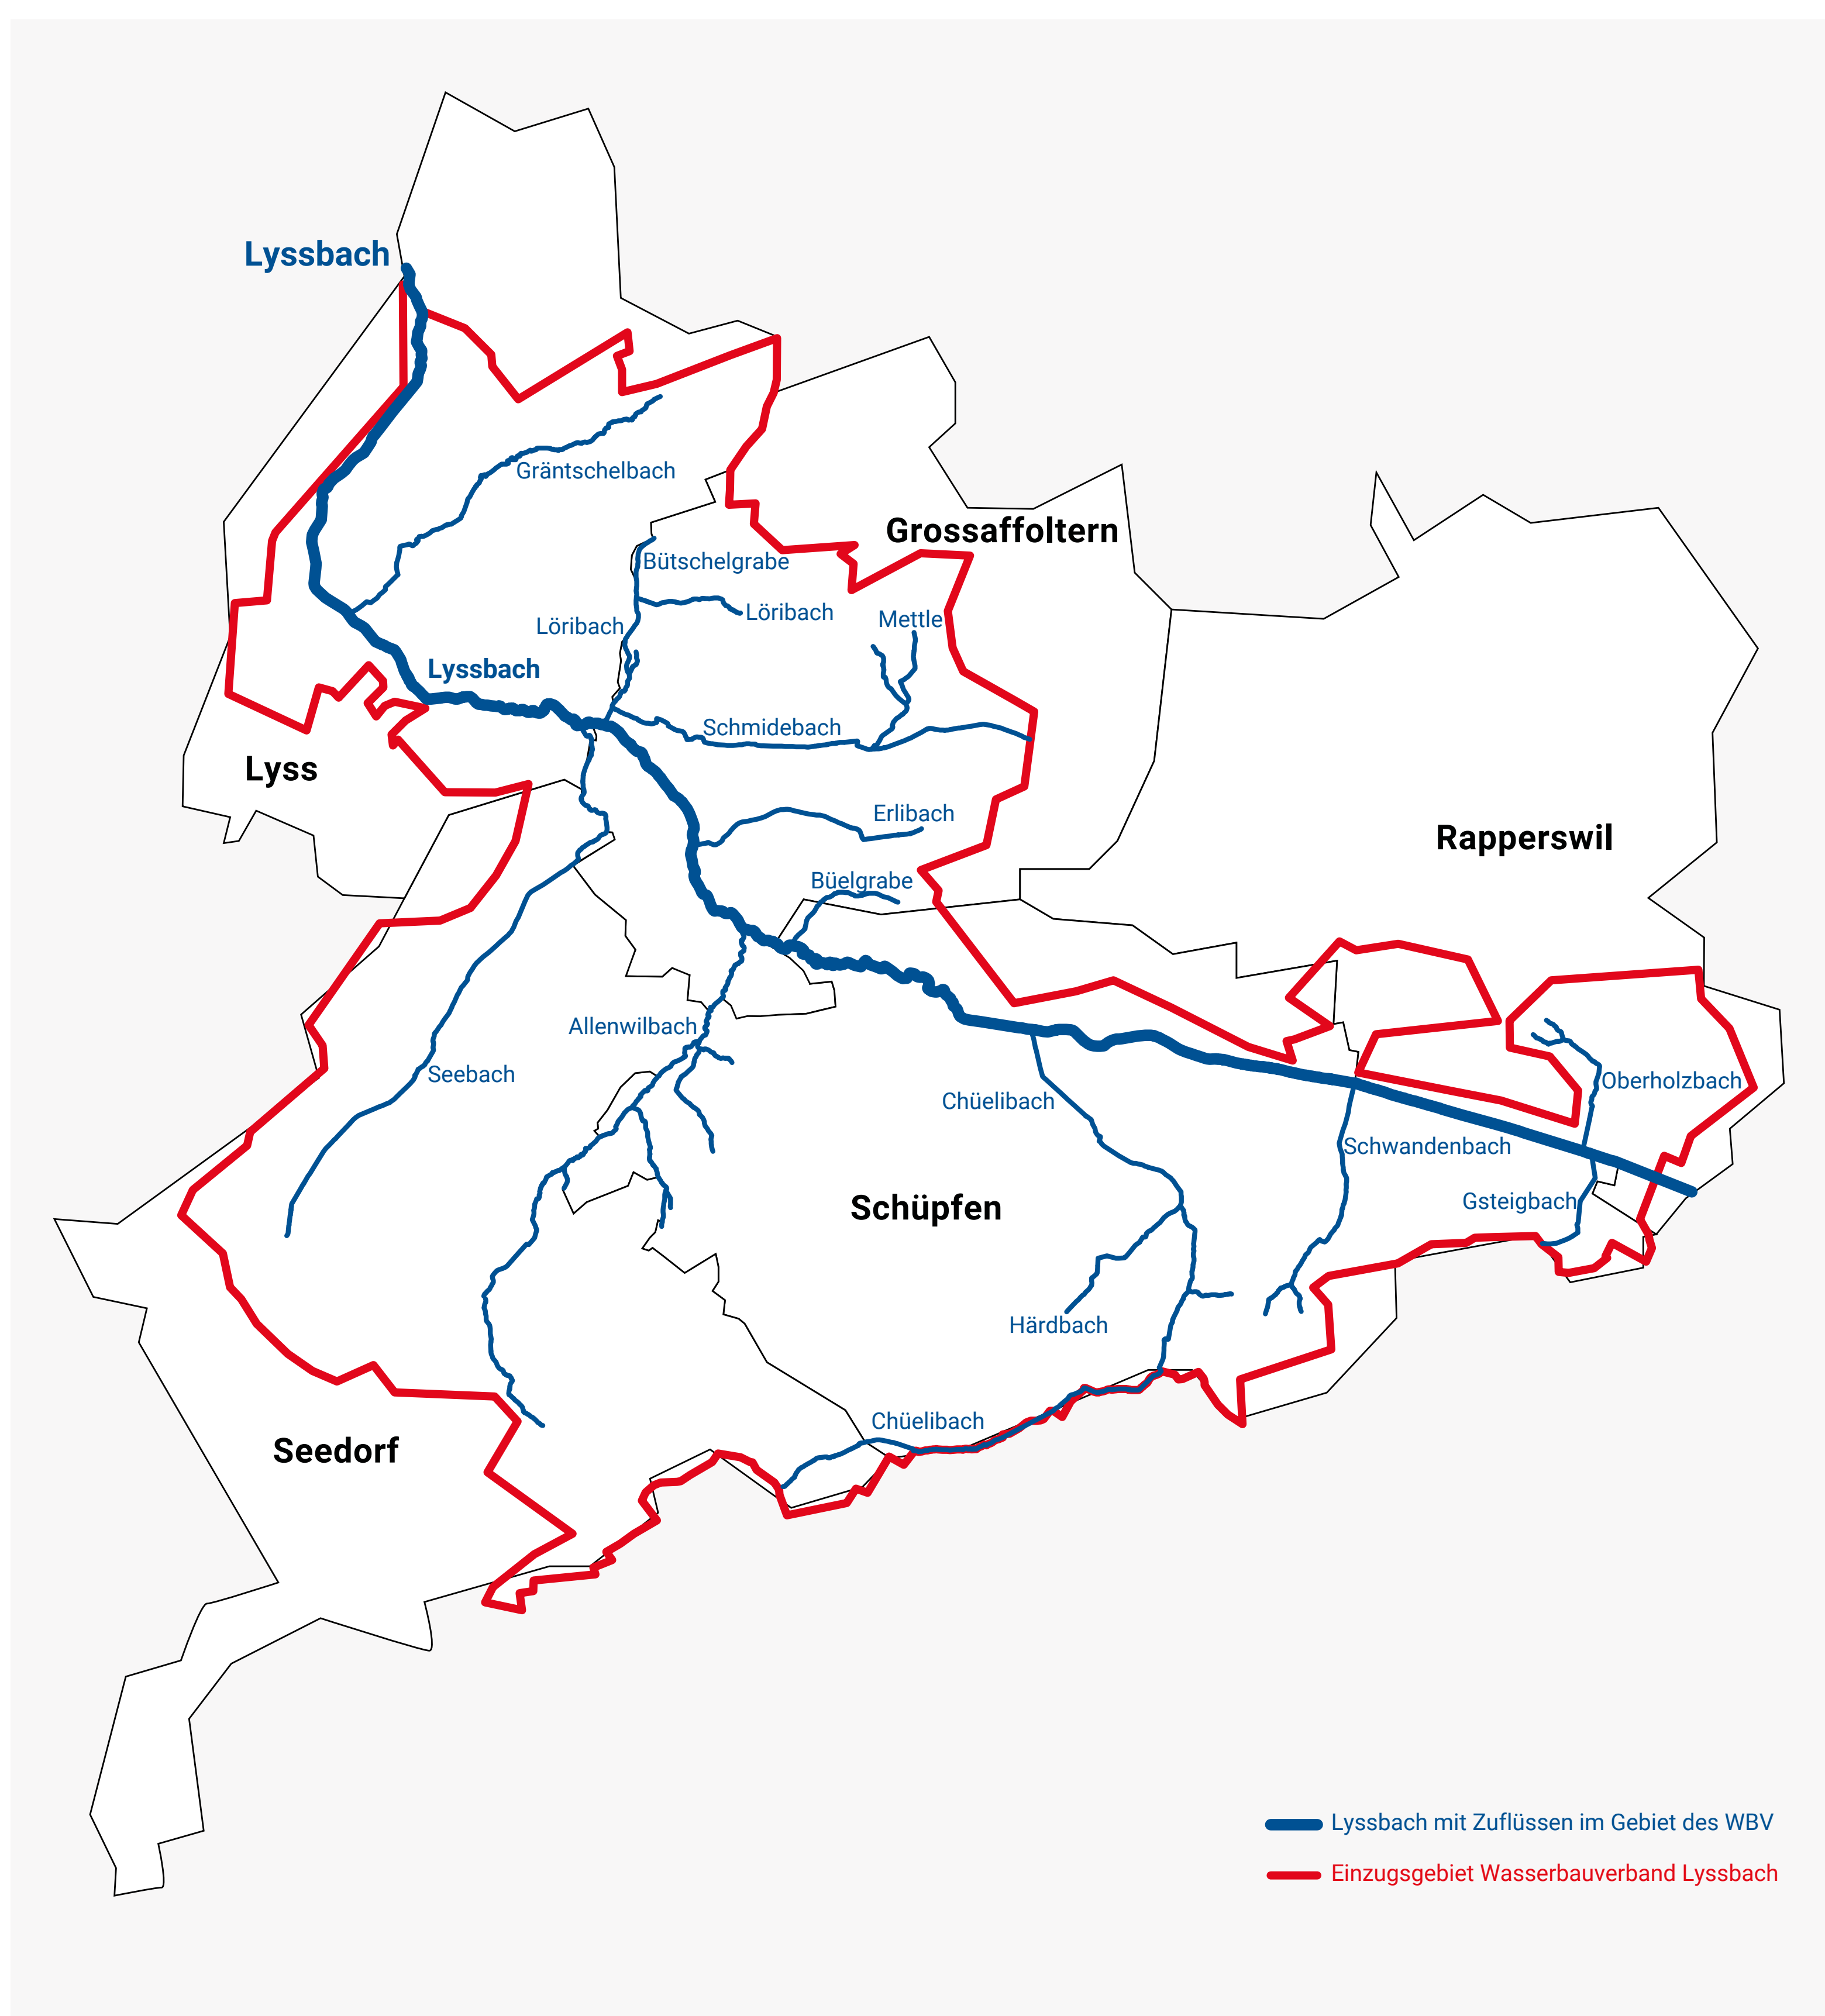 Lyssbach
Gräntschelbach
Grossaffoltern
Bütschelgrabe
Löribach
Mettle
Löribach
Lyssbach
Schmidebach
Lyss
Erlibach
Rapperswil
Büelgrabe
Allenwilbach
Seebach
Oberholzbach
Chüelibach
Schwandenbach
Gsteigbach
Schüpfen
Härdbach
Chüelibach
Seedorf
Lyssbach mit Zuflüssen im Gebiet des WBV
Einzugsgebiet Wasserbauverband Lyssbach